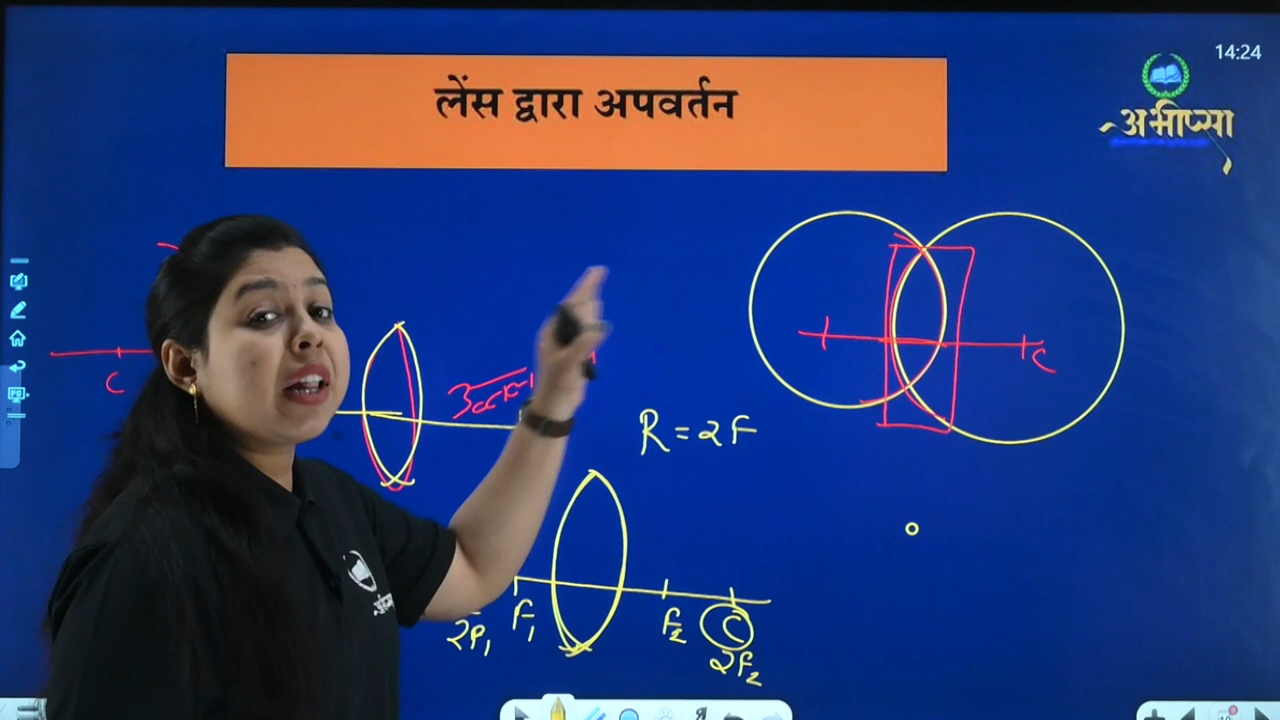 14:24
लेंस द्वारा अपवर्तन
अभीप्सा
C
C
R = 2F
2F₁ F₁ F₂ C
2F₂